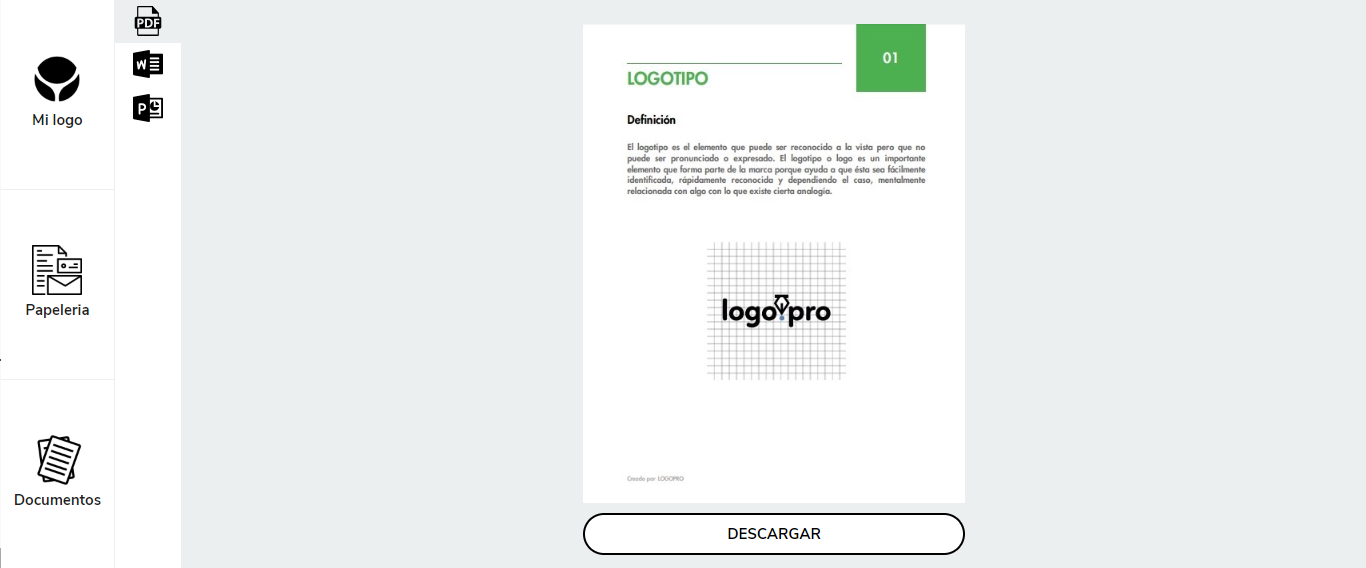 PDF
W
P
Mi logo
Papeleria
Documentos
01
LOGOTIPO
Definición
El logotipo es el elemento que puede ser reconocido a la vista pero que no
puede ser pronunciado o expresado. El logotipo o logo es un importante
elemento que forma parte de la marca porque ayuda a que ésta sea fácilmente
identificada, rápidamente reconocida y dependiendo el caso, mentalmente
relacionada con algo con lo que existe cierta analogía.
logo pro
Creado por LOGOPRO
DESCARGAR